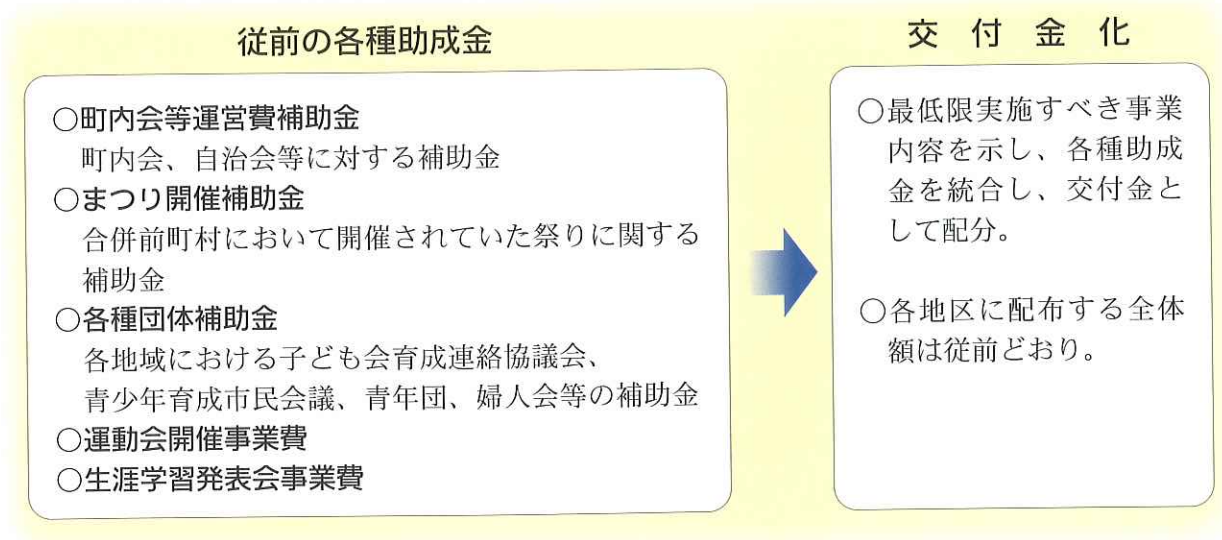 従前の各種助成金
○町内会等運営費補助金
町内会、自治会等に対する補助金
○まつり開催補助金
合併前町村において開催されていた祭りに関する
補助金
○各種団体補助金
各地域における子ども会育成連絡協議会、
青少年育成市民会議、青年団、婦人会等の補助金
○運動会開催事業費
○生涯学習発表会事業費
交付金化
○最低限実施すべき事業
内容を示し、各種助成
金を統合し、交付金と
して配分。
○各地区に配布する全体
額は従前どおり。